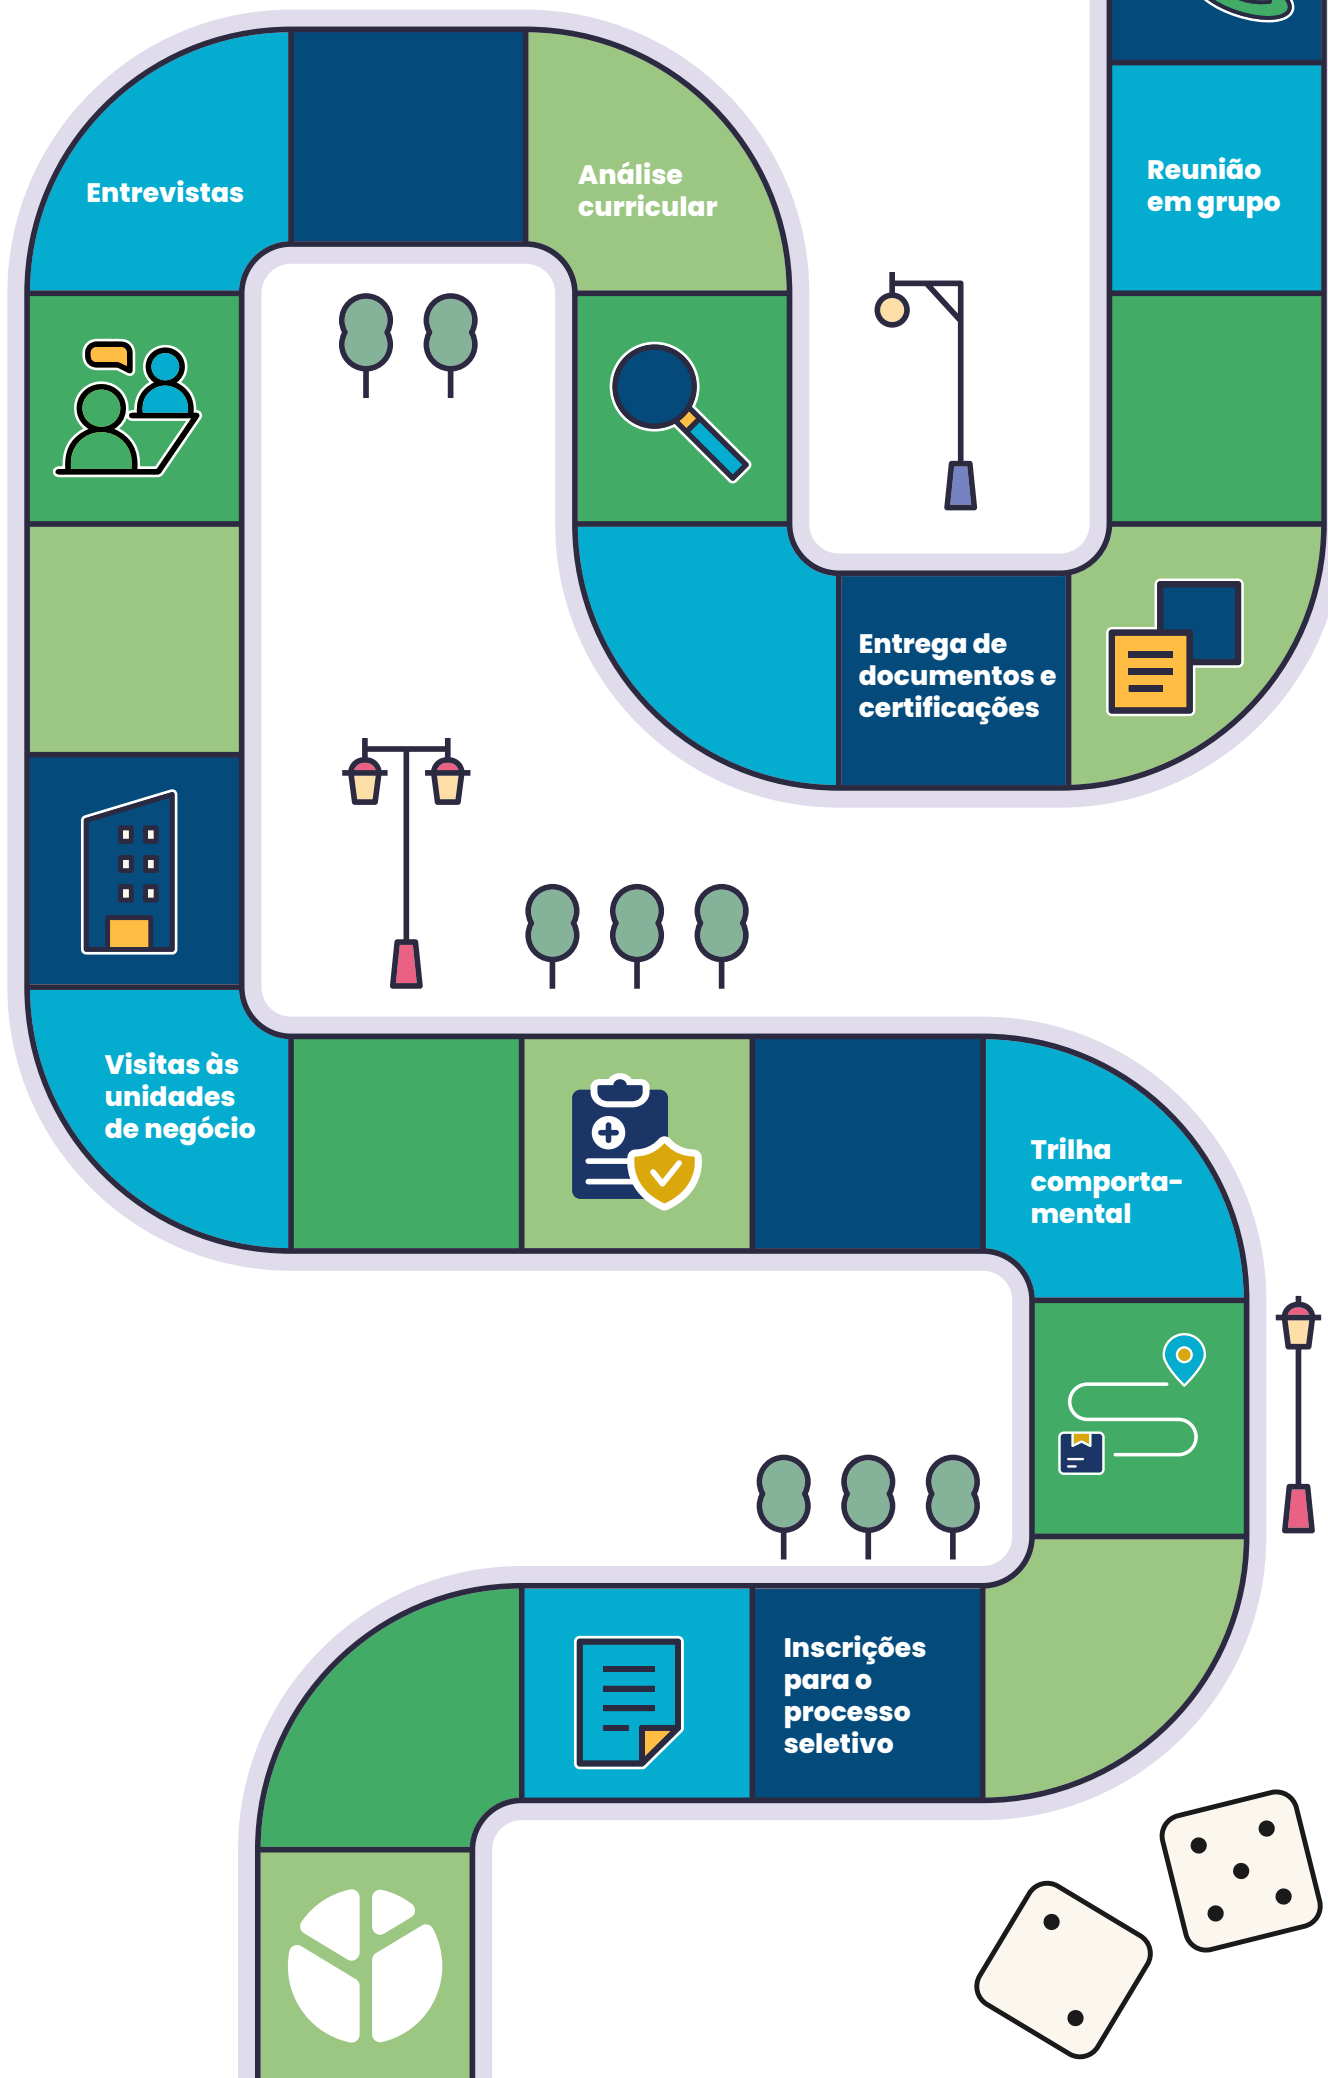 Entrevistas
Análise
curricular
Reunião
em grupo
Entrega de
documentos e
certificações
Visitas às
unidades
de negócio
Trilha
comporta-
mental
Inscrições
para o
processo
seletivo